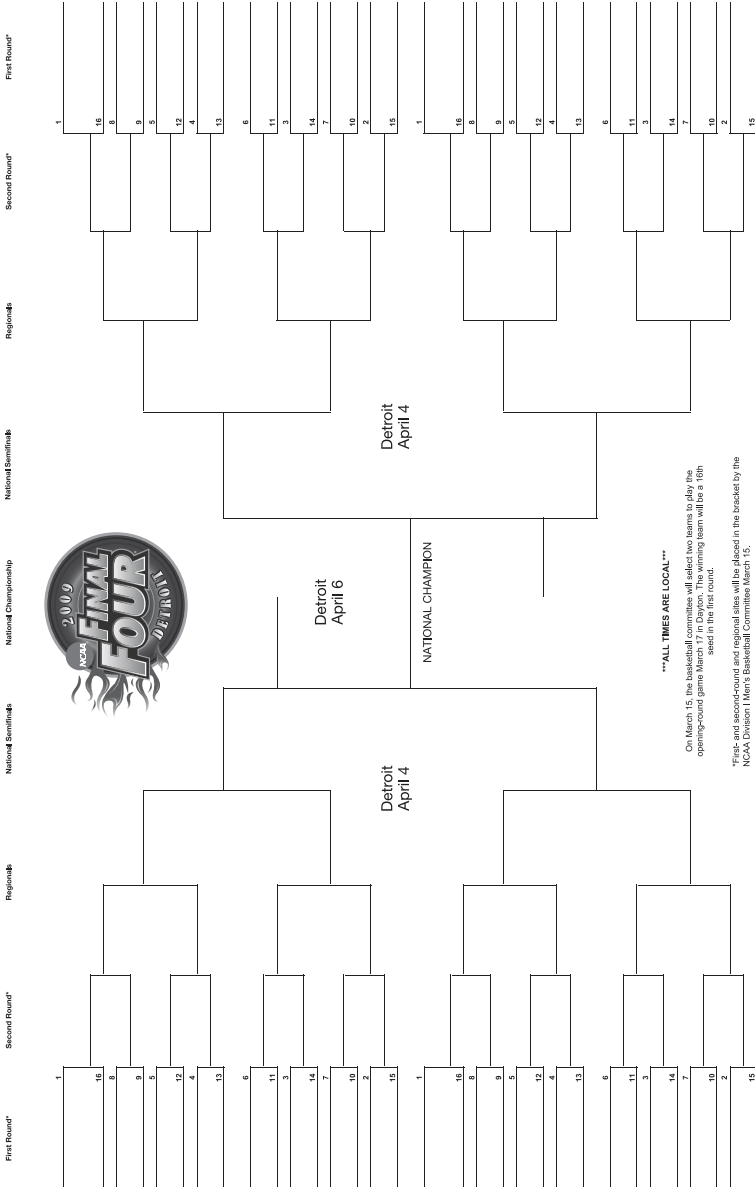 First Round*
Second Round*
Regionals
National Semifinals
National Championship
National Semifinals
Regionals
Second Round*
First Round*
1
16
8
9
5
12
4
13
6
11
3
14
7
10
2
15
1
16
8
9
5
12
4
13
6
11
3
14
7
10
2
15
2009
NCAA
FINAL
FOUR
DETROIT
Detroit
April 4
Detroit
April 6
Detroit
April 4
NATIONAL CHAMPION
1
16
8
9
5
12
4
13
6
11
3
14
7
10
2
15
1
16
8
9
5
12
4
13
6
11
3
14
7
10
2
15
***ALL TIMES ARE LOCAL***
On March 15, the basketball committee will select two teams to play the
opening-round game March 17 in Dayton. The winning team will be a 16th
seed in the first round.
*First- and second-round and regional sites will be placed in the bracket by the
NCAA Division I Men's Basketball Committee March 15.